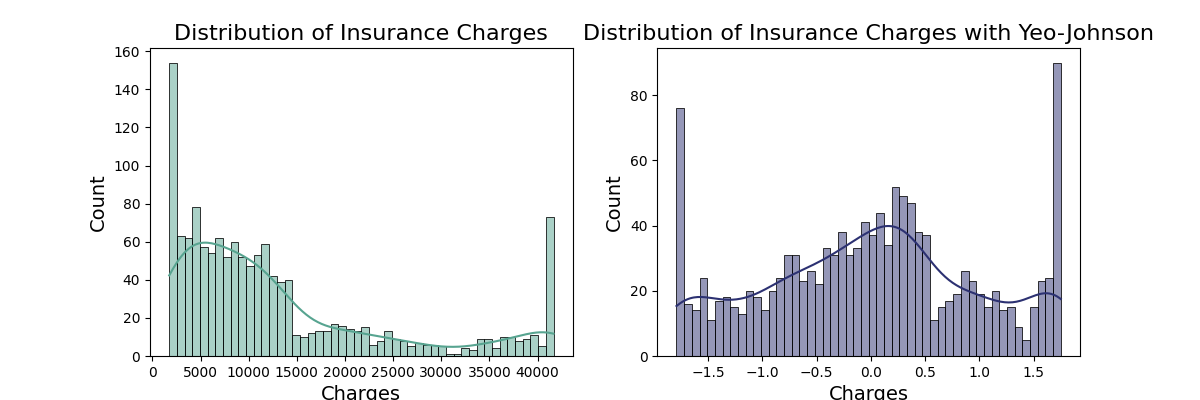 Distribution of Insurance Charges
160
140
120
100
80
60
40
20
0
Count
0 5000 10000 15000 20000 25000 30000 35000 40000
Charges
Distribution of Insurance Charges with Yeo-Johnson
80
60
40
20
0
Count
−1.5 −1.0 −0.5 0.0 0.5 1.0 1.5
Charges